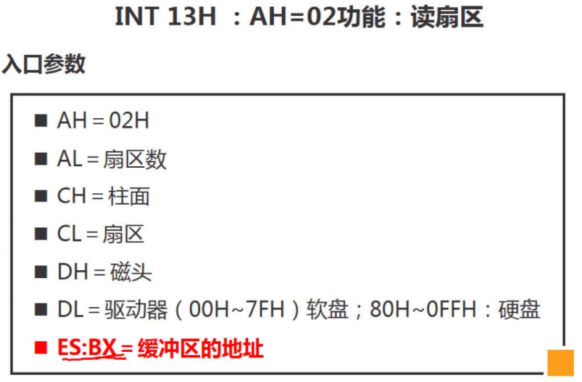 INT 13H ：AH=02功能：读扇区
入口参数
■ AH＝02H
■ AL＝扇区数
■ CH＝柱面
■ CL＝扇区
■ DH＝磁头
■ DL＝驱动器（00H~7FH）软盘；80H~0FFH：硬盘
■ ES:BX＝缓冲区的地址